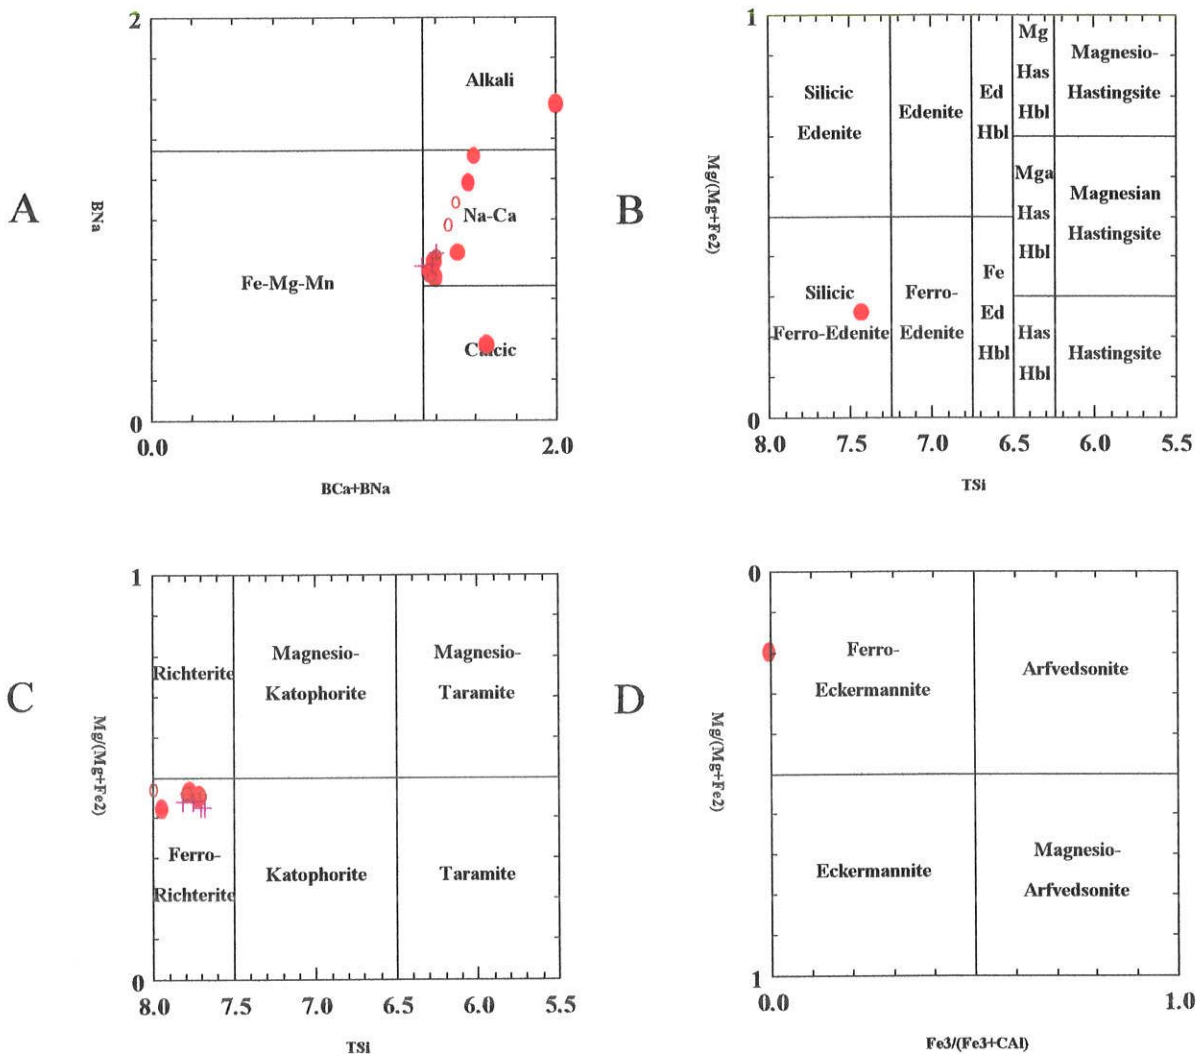 A
2
BNa
Alkali
Na-Ca
Fe-Mg-Mn
Calcic
0
0.0
2.0
BCa+BNa
B
1
Mg/(Mg+Fe2)
Silicic
Edenite
Edenite
Ed
Hbl
Mg
Has
Hbl
Magnesio-
Hastingsite
Mga
Has
Hbl
Magnesian
Hastingsite
Silicic
Ferro-Edenite
Ferro-
Edenite
Fe
Ed
Hbl
Has
Hbl
Hastingsite
0
8.0
7.5
7.0
6.5
6.0
5.5
TSi
C
1
Mg/(Mg+Fe2)
Richterite
Magnesio-
Katophorite
Magnesio-
Taramite
Ferro-
Richterite
Katophorite
Taramite
0
8.0
7.5
7.0
6.5
6.0
5.5
TSi
D
0
Mg/(Mg+Fe2)
Ferro-
Eckermannite
Arfvedsonite
Eckermannite
Magnesio-
Arfvedsonite
1
0.0
1.0
Fe3/(Fe3+CAl)